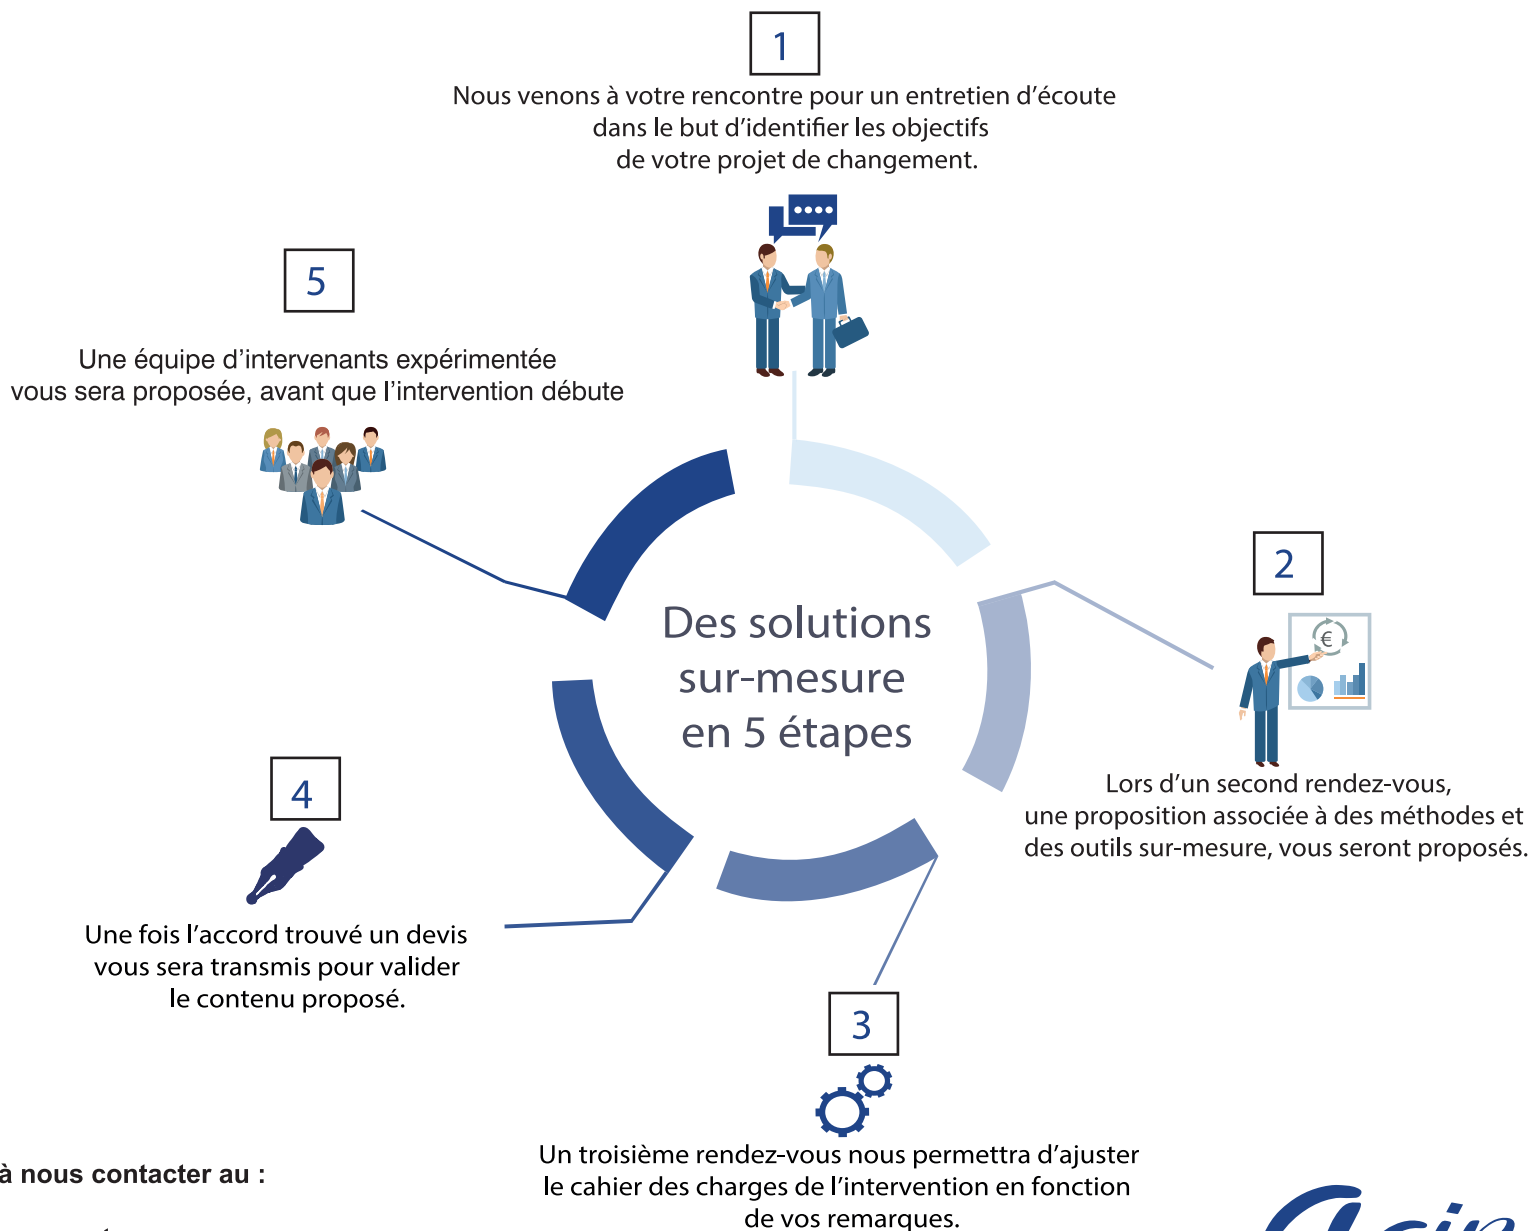 1
Nous venons à votre rencontre pour un entretien d’écoute
dans le but d’identifier les objectifs
de votre projet de changement.
2
Lors d’un second rendez-vous,
une proposition associée à des méthodes et
des outils sur-mesure, vous seront proposés.
3
Un troisième rendez-vous nous permettra d’ajuster
le cahier des charges de l’intervention en fonction
de vos remarques.
4
Une fois l’accord trouvé un devis
vous sera transmis pour valider
le contenu proposé.
5
Une équipe d’intervenants expérimentée
vous sera proposée, avant que l’intervention débute
Des solutions
sur-mesure
en 5 étapes
€
à nous contacter au :